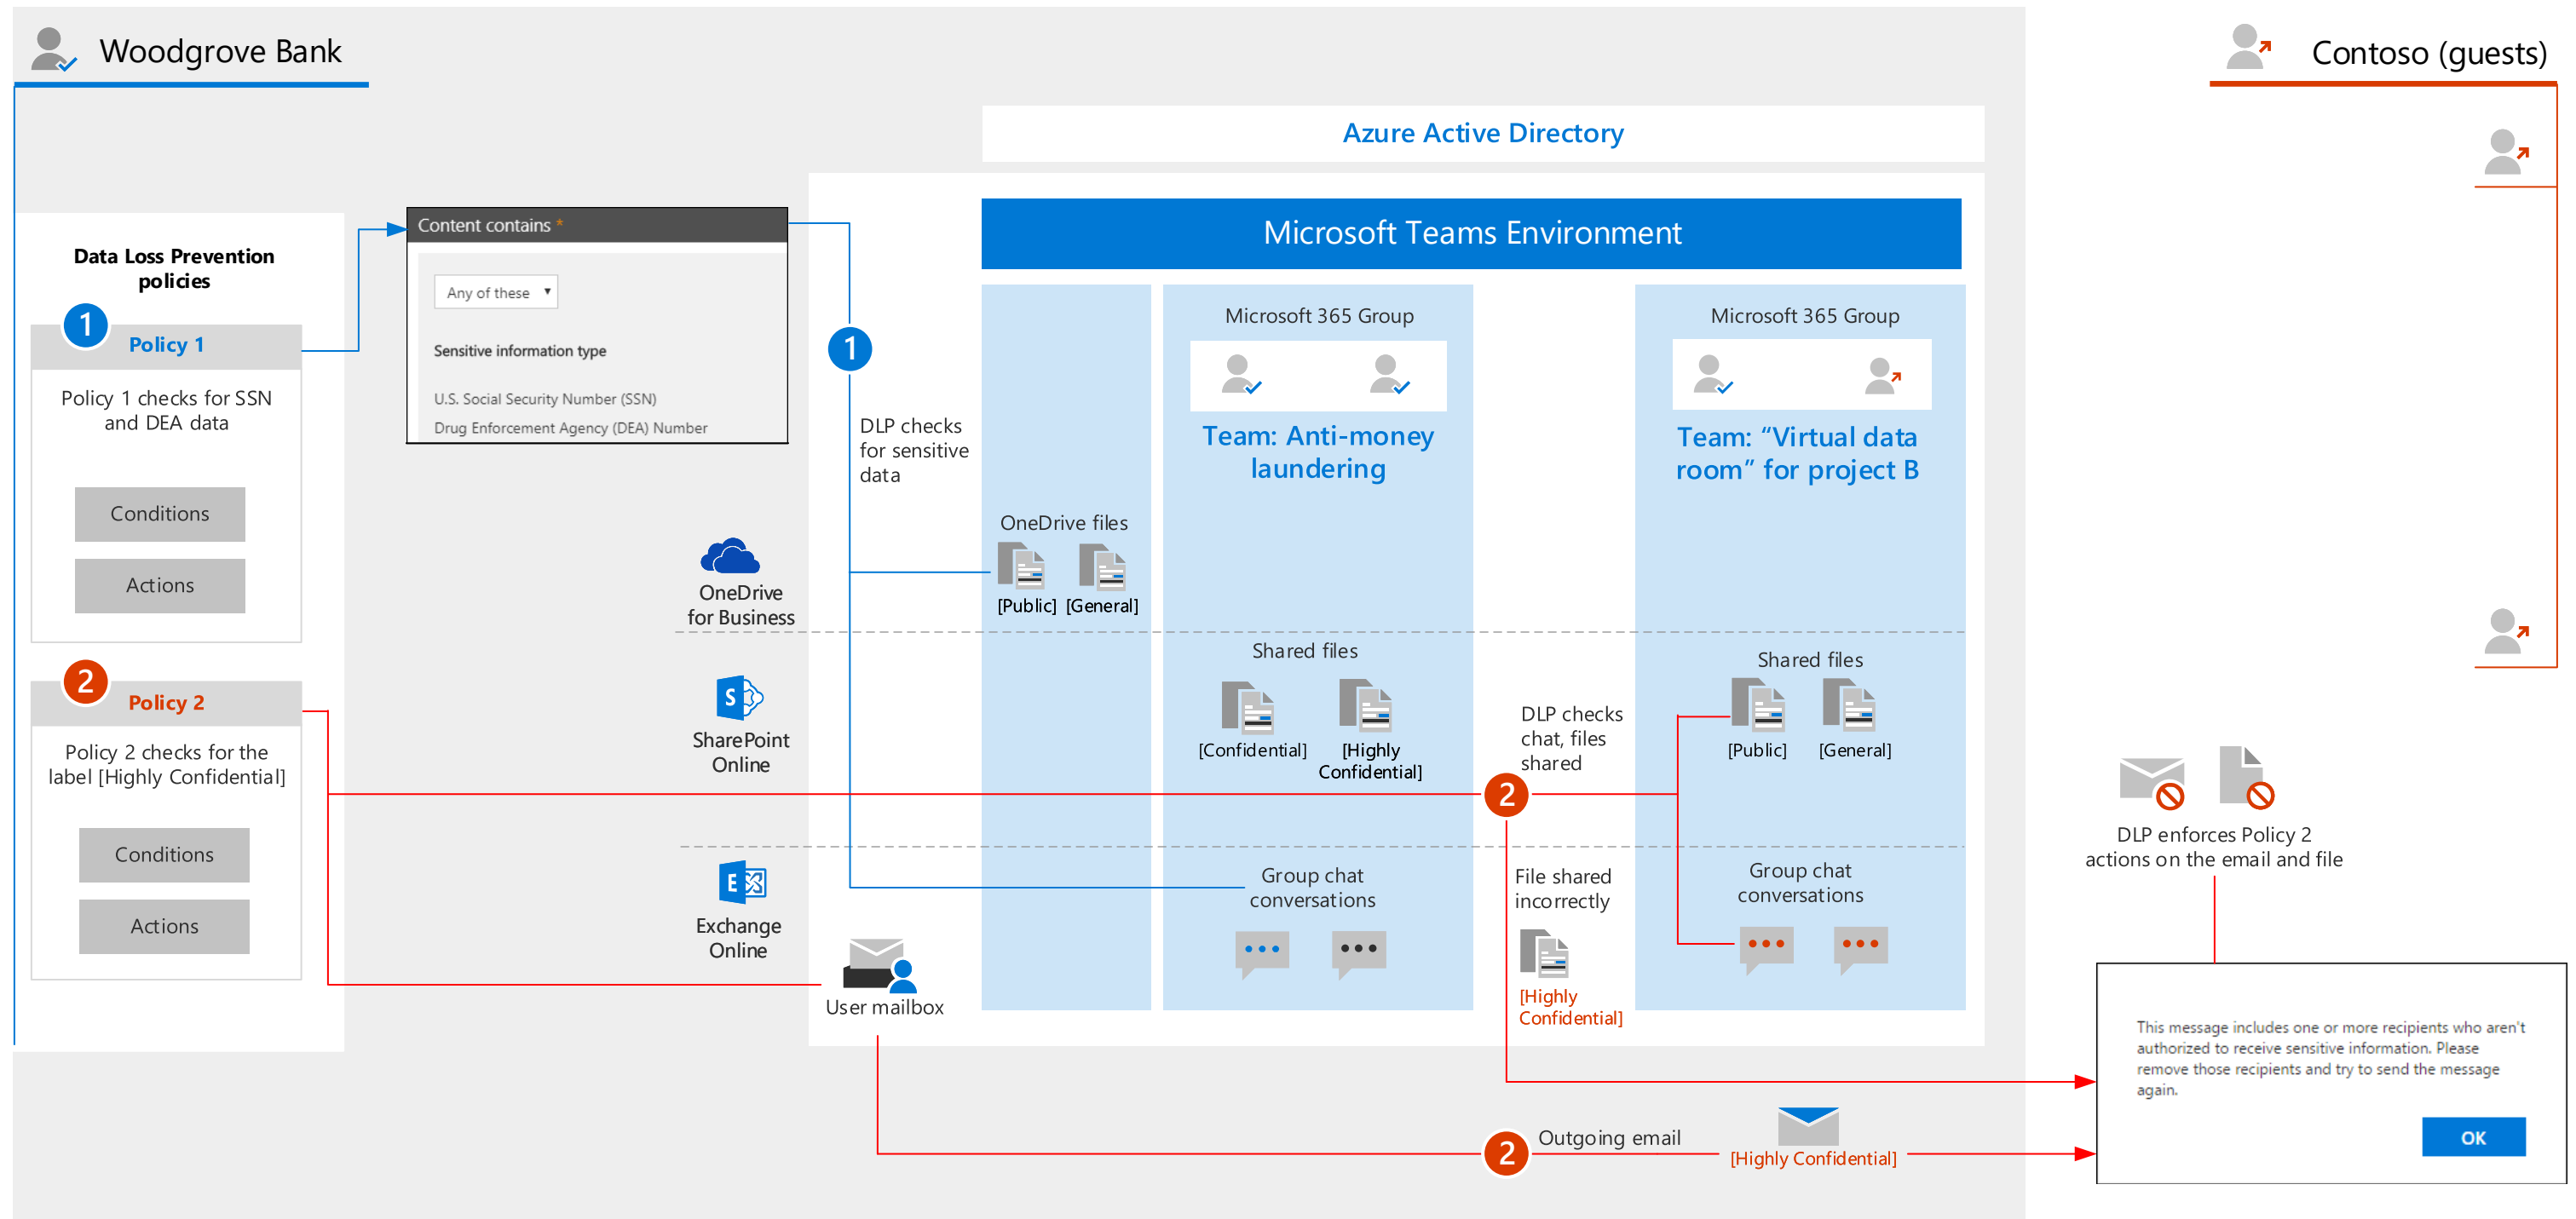 Woodgrove Bank
Contoso (guests)
Azure Active Directory
Microsoft Teams Environment
Data Loss Prevention
policies
1
Policy 1
Policy 1 checks for SSN
and DEA data
Conditions
Actions
2
Policy 2
Policy 2 checks for the
label [Highly Confidential]
Conditions
Actions
Content contains *
Any of these
Sensitive information type
U.S. Social Security Number (SSN)
Drug Enforcement Agency (DEA) Number
1
DLP checks
for sensitive
data
OneDrive
for Business
S
SharePoint
Online
E
Exchange
Online
User mailbox
OneDrive files
[Public] [General]
Microsoft 365 Group
Team: Anti-money
laundering
Shared files
[Confidential]
[Highly
Confidential]
Group chat
conversations
DLP checks
chat, files
shared
2
File shared
incorrectly
[Highly
Confidential]
Microsoft 365 Group
Team: “Virtual data
room” for project B
Shared files
[Public]
[General]
Group chat
conversations
2
Outgoing email
[Highly Confidential]
DLP enforces Policy 2
actions on the email and file
This message includes one or more recipients who aren't
authorized to receive sensitive information. Please
remove those recipients and try to send the message
again.
OK